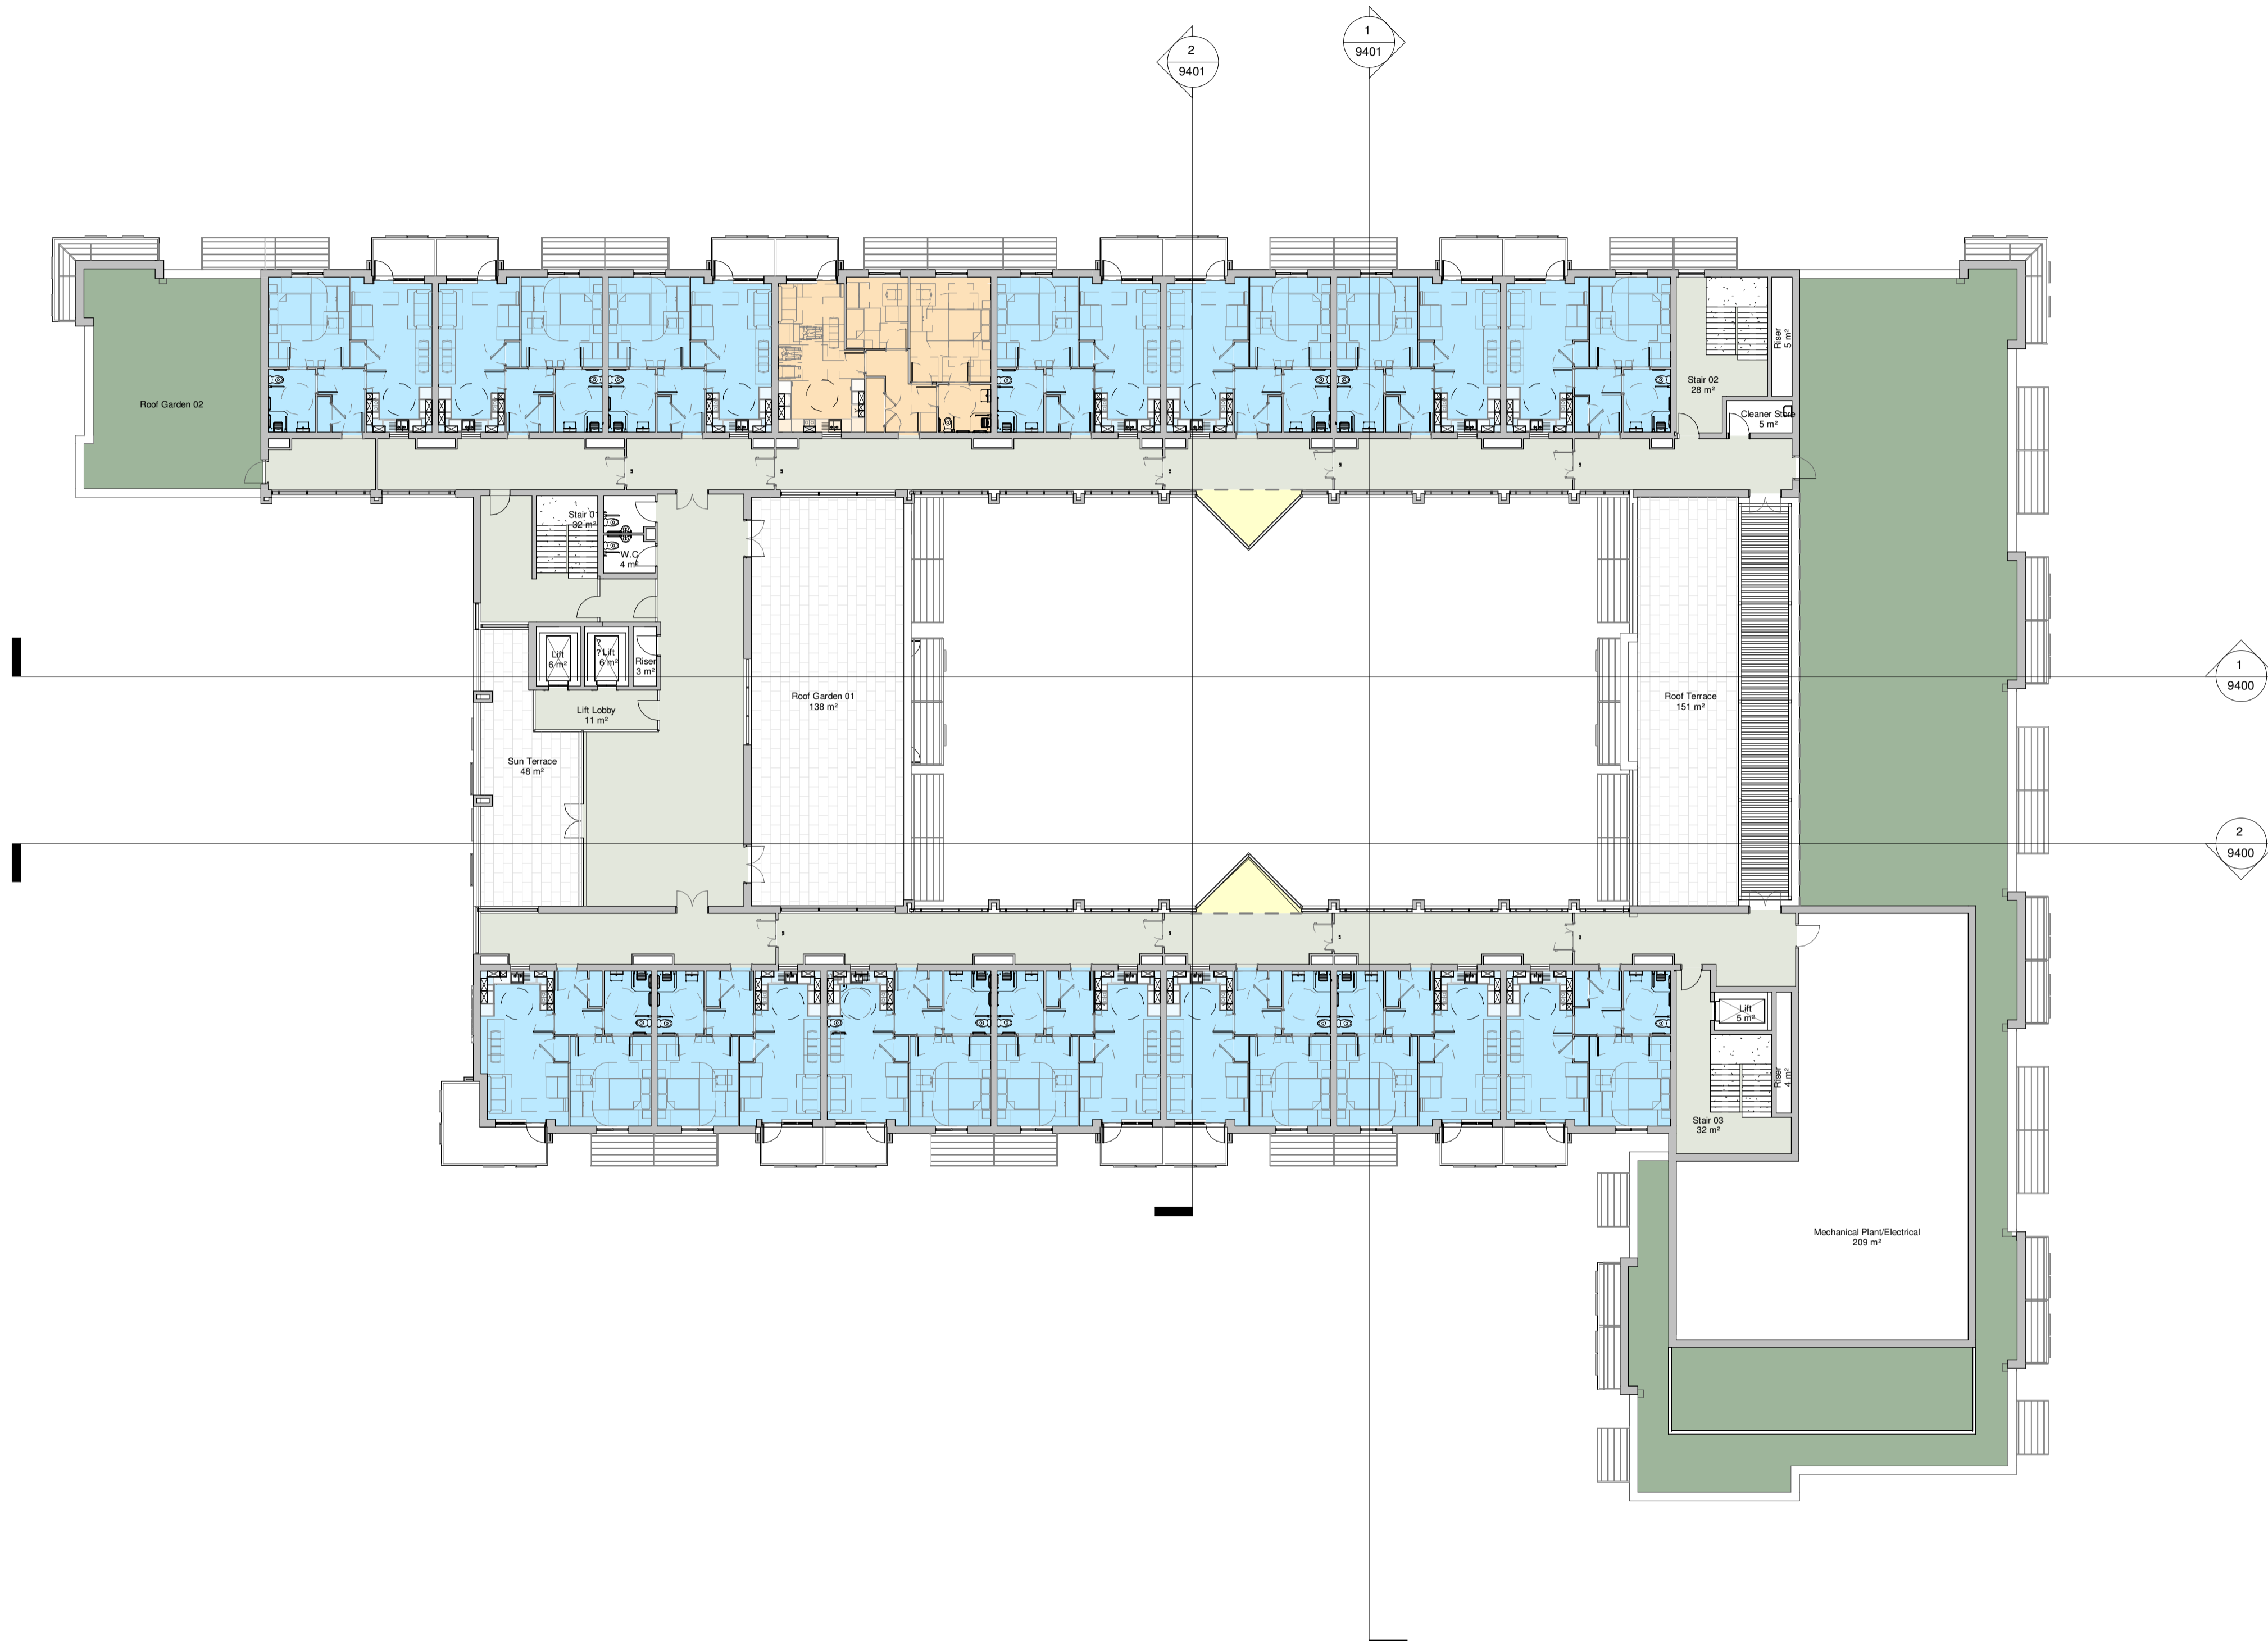 1
9401
2
9401
Riser
5 m²
Stair 02
28 m²
Roof Garden 02
Cleaner Store
5 m²
Stair 01
32 m²
W.C
4 m²
Lift
6 m²
?
? Lift
6 m²
Riser
3 m²
1
9400
Roof Garden 01
138 m²
Roof Terrace
151 m²
Lift Lobby
11 m²
Sun Terrace
48 m²
2
9400
Lift
5 m²
Riser
4 m²
Stair 03
32 m²
Mechanical Plant/Electrical
209 m²